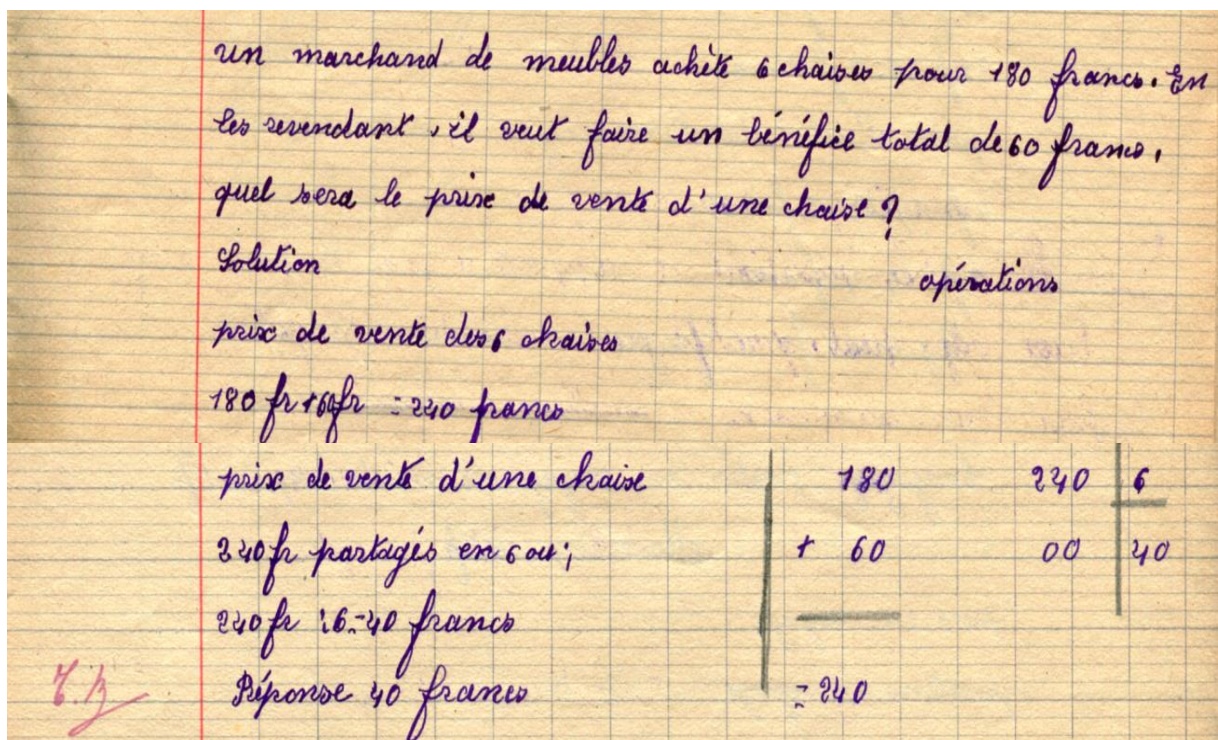 un marchand de meubles achète 6 chaises pour 180 francs. En
les revendant, il veut faire un bénéfice total de 60 francs,
quel sera le prix de vente d'une chaise ?
Solution
opérations
prix de vente des 6 chaises
180 fr + 60 fr = 240 francs
prix de vente d'une chaise
240 fr partagés en 6 ou ;
240 fr : 6 = 40 francs
Réponse 40 francs
180
+ 60
= 240
240 6
00 40
T.B